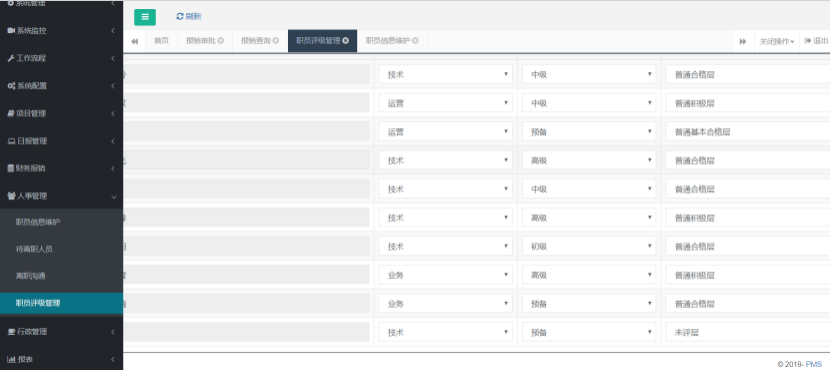 系统管理
刷新
系统监控
首页 报销审批 报销查询 职员评级管理 职员信息维护 关闭操作 退出
工作流程
系统配置
项目管理
日报管理
财务报销
人事管理
职员信息维护
待离职人员
离职沟通
职员评级管理
行政管理
报表
技术 中级 普通合格层
运营 中级 普通积极层
运营 预备 普通基本合格层
技术 高级 普通合格层
技术 中级 普通合格层
技术 高级 普通积极层
技术 初级 普通合格层
业务 高级 普通积极层
业务 预备 普通合格层
技术 预备 未评层
© 2019- PMS